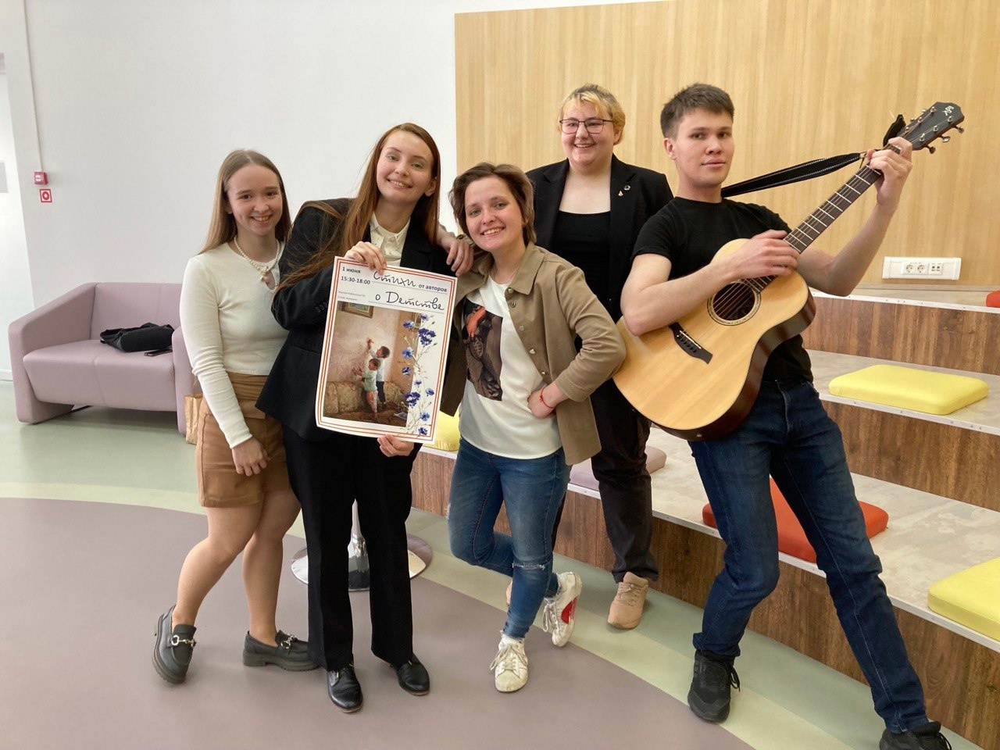 1 июня
15:30-18:00
Стихи от авторов
о Детстве